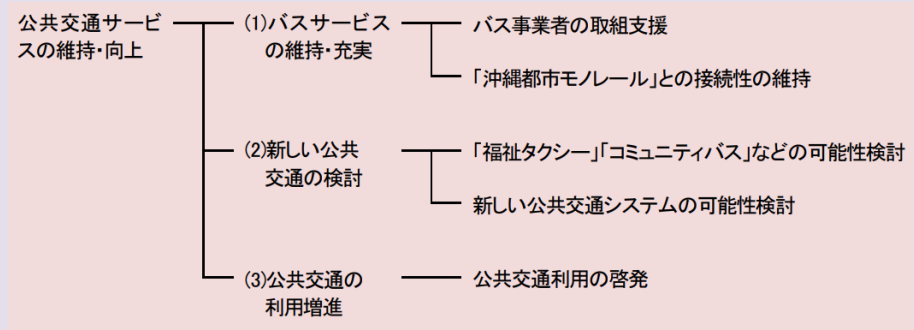 公共交通サービ
スの維持・向上
(1)バスサービス
の維持・充実
バス事業者の取組支援
「沖縄都市モノレール」との接続性の維持
(2)新しい公共
交通の検討
「福祉タクシー」「コミュニティバス」などの可能性検討
新しい公共交通システムの可能性検討
(3)公共交通の
利用増進
公共交通利用の啓発